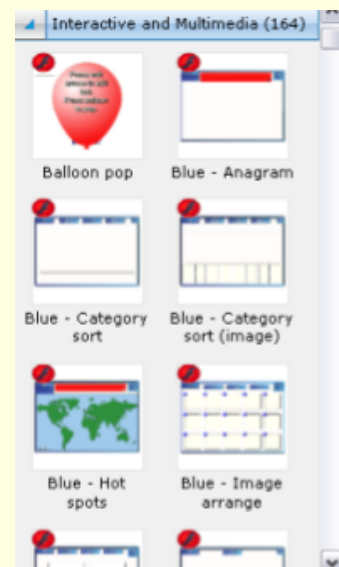 Interactive and Multimedia (164)
Balloon pop
Blue - Anagram
Blue - Category
sort
Blue - Category
sort (image)
Blue - Hot
spots
Blue - Image
arrange